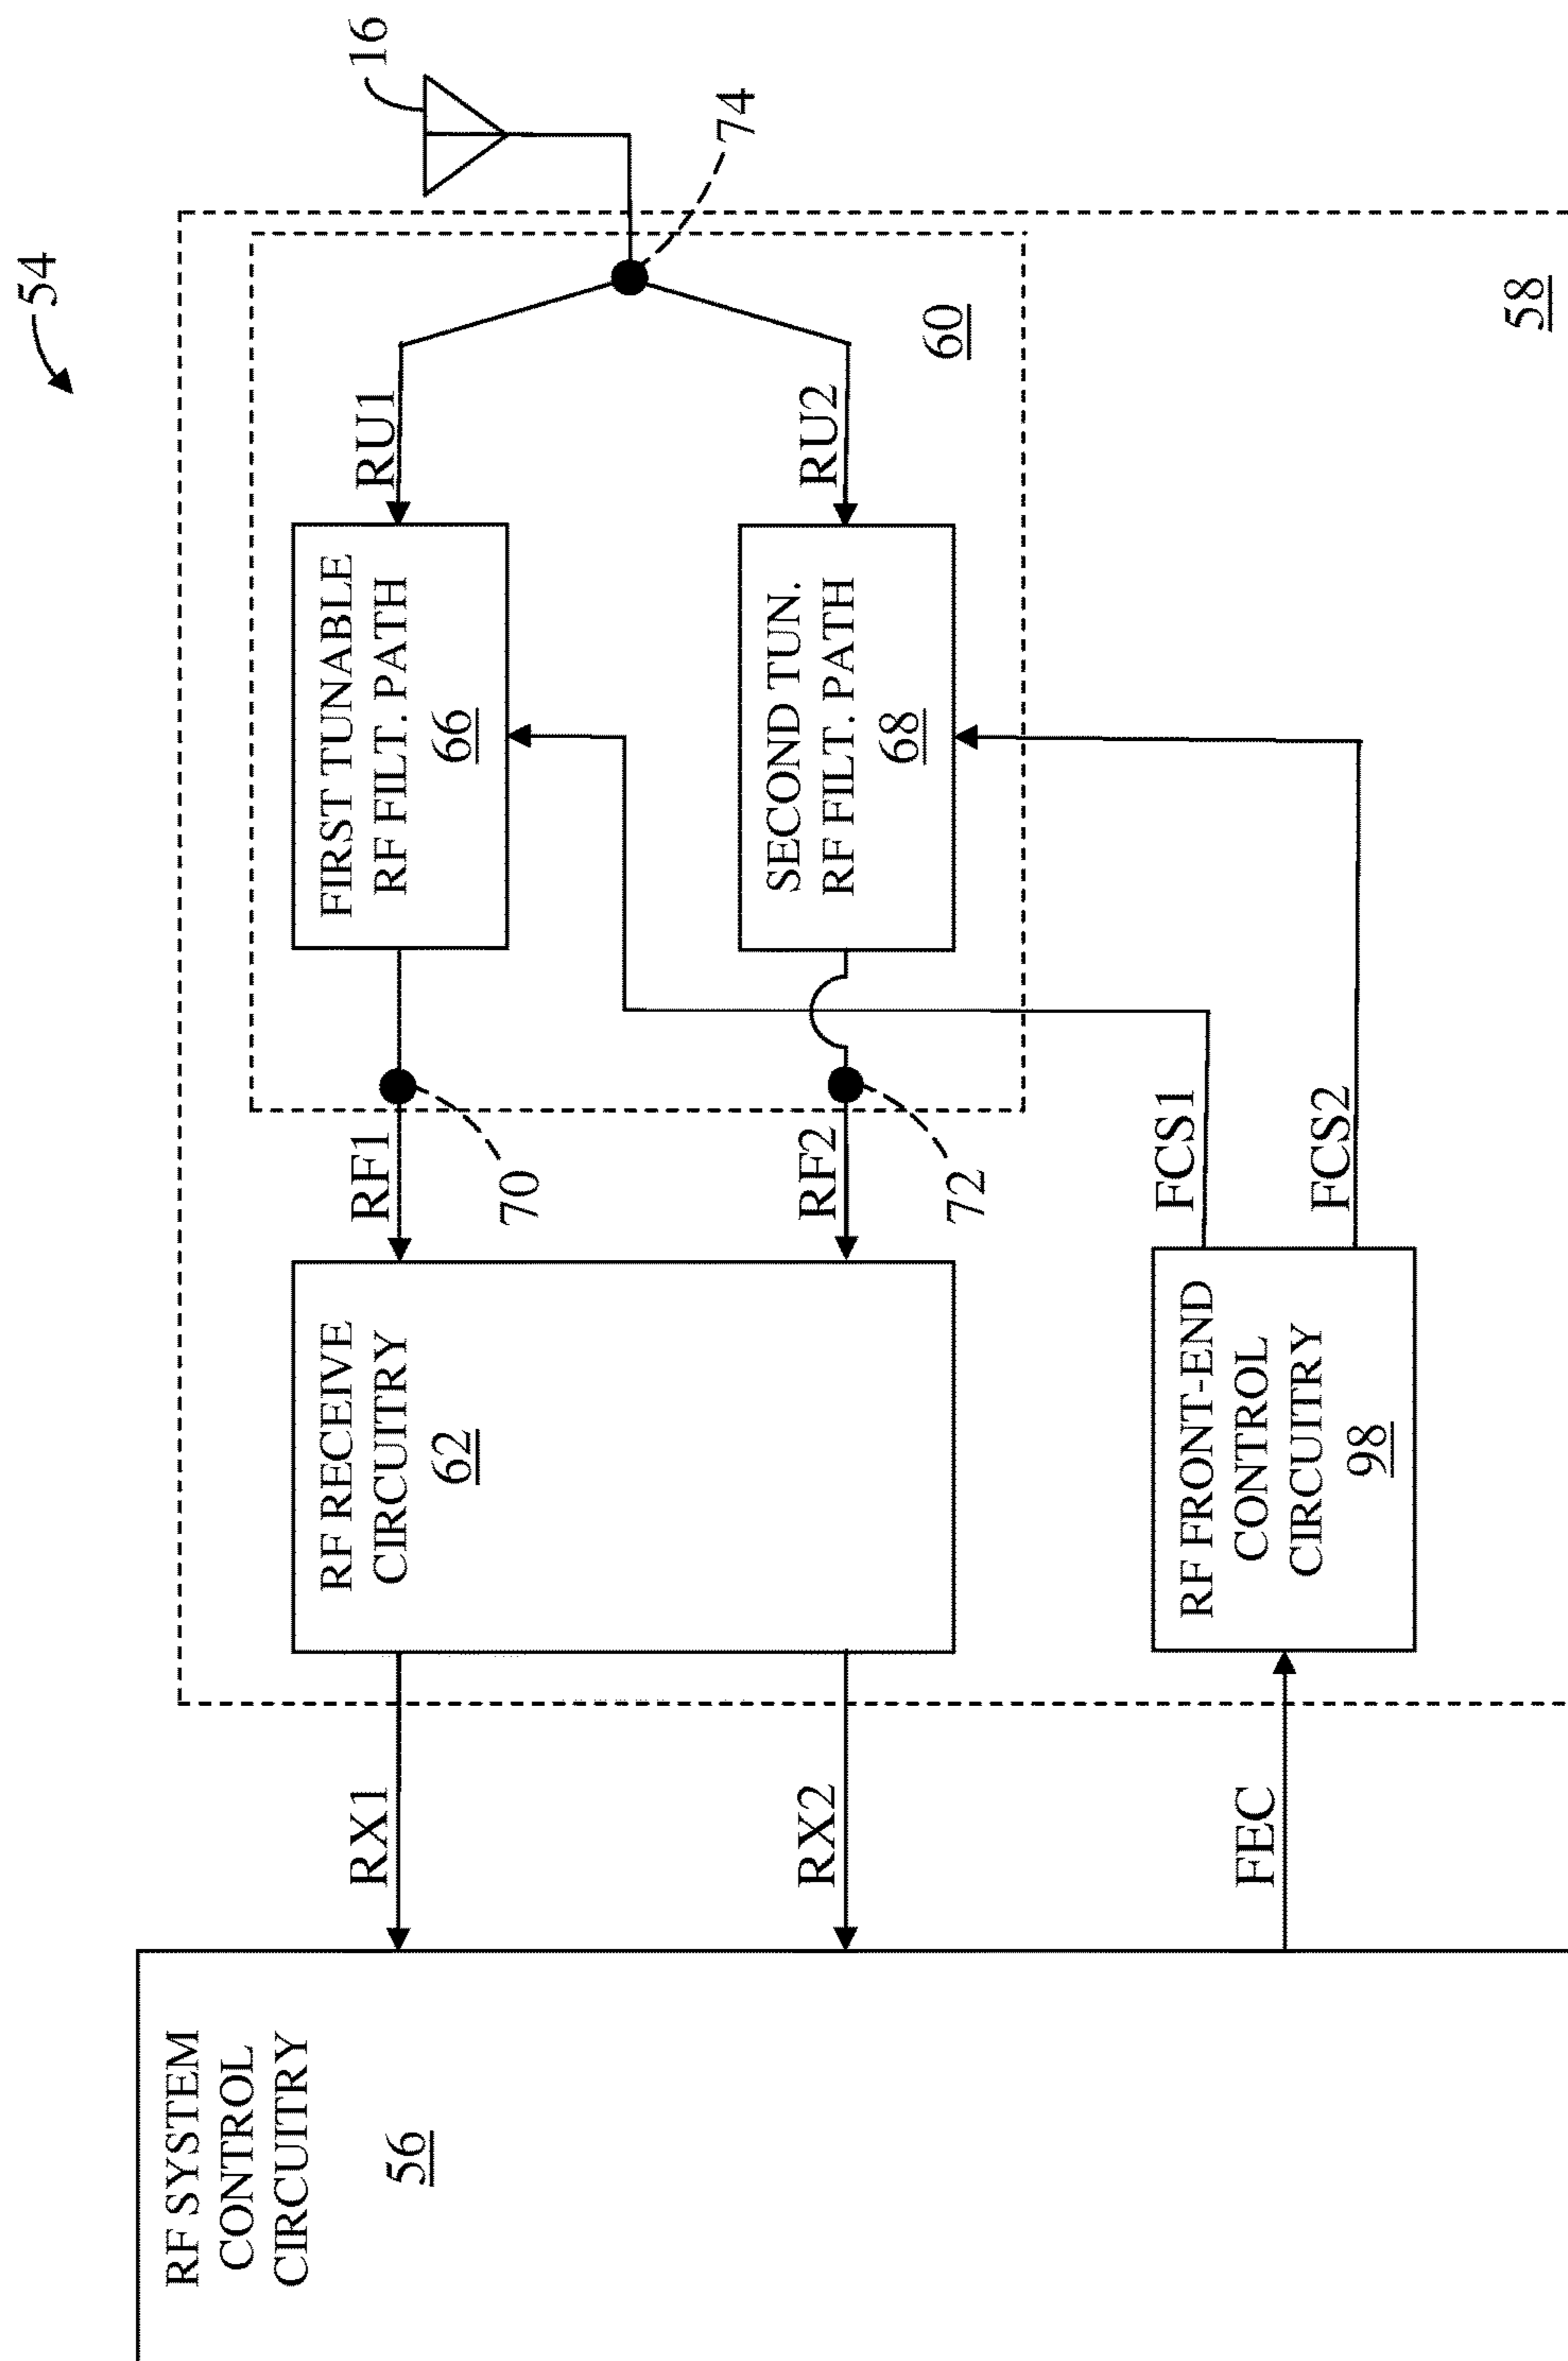 54
RF SYSTEM
CONTROL
CIRCUITRY
56
RX1
RX2
FEC
RF RECEIVE
CIRCUITRY
62
RF FRONT-END
CONTROL
CIRCUITRY
98
RF1
70
RF2
72
FCS1
FCS2
FIRST TUNABLE
RF FILT. PATH
66
SECOND TUN.
RF FILT. PATH
68
RU1
RU2
60
74
16
58